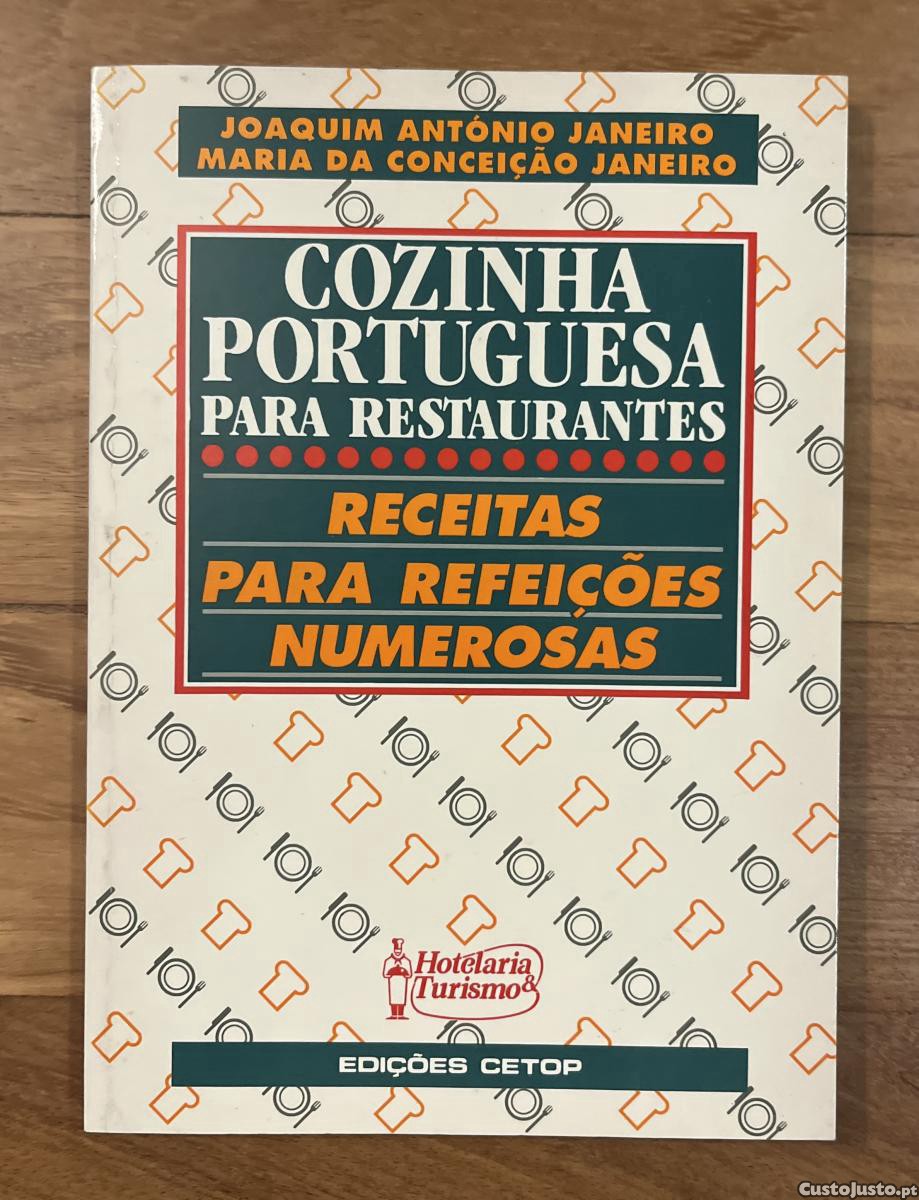 JOAQUIM ANTÓNIO JANEIRO
MARIA DA CONCEIÇÃO JANEIRO
COZINHA
PORTUGUESA
PARA RESTAURANTES
RECEITAS
PARA REFEIÇÕES
NUMEROSAS
Hotelaria
& Turismo
EDIÇÕES CETOP
CustoJusto.pt